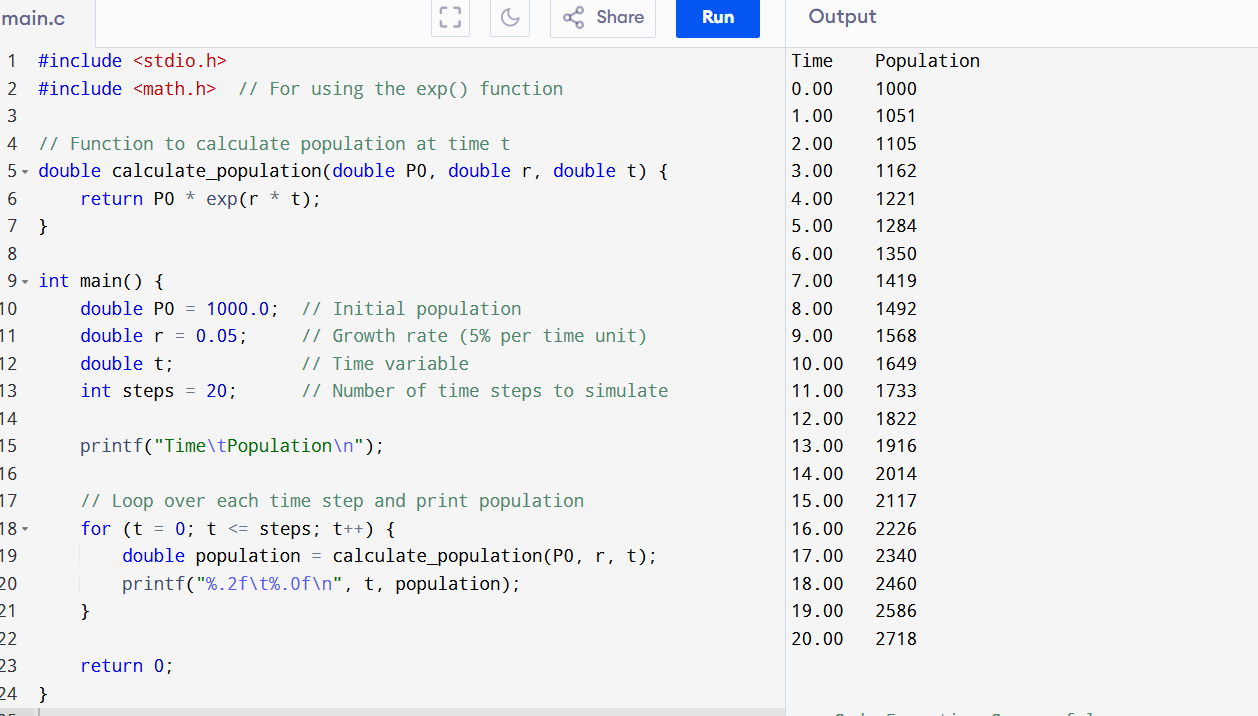 main.c
Share
Run
Output
1 #include <stdio.h>
2 #include <math.h>  // For using the exp() function
3
4 // Function to calculate population at time t
5 double calculate_population(double P0, double r, double t) {
6     return P0 * exp(r * t);
7 }
8
9 int main() {
10     double P0 = 1000.0;  // Initial population
11     double r = 0.05;     // Growth rate (5% per time unit)
12     double t;            // Time variable
13     int steps = 20;      // Number of time steps to simulate
14
15     printf("Time\tPopulation\n");
16
17     // Loop over each time step and print population
18     for (t = 0; t <= steps; t++) {
19         double population = calculate_population(P0, r, t);
20         printf("%.2f\t%.0f\n", t, population);
21     }
22
23     return 0;
24 }
Time    Population
0.00    1000
1.00    1051
2.00    1105
3.00    1162
4.00    1221
5.00    1284
6.00    1350
7.00    1419
8.00    1492
9.00    1568
10.00   1649
11.00   1733
12.00   1822
13.00   1916
14.00   2014
15.00   2117
16.00   2226
17.00   2340
18.00   2460
19.00   2586
20.00   2718